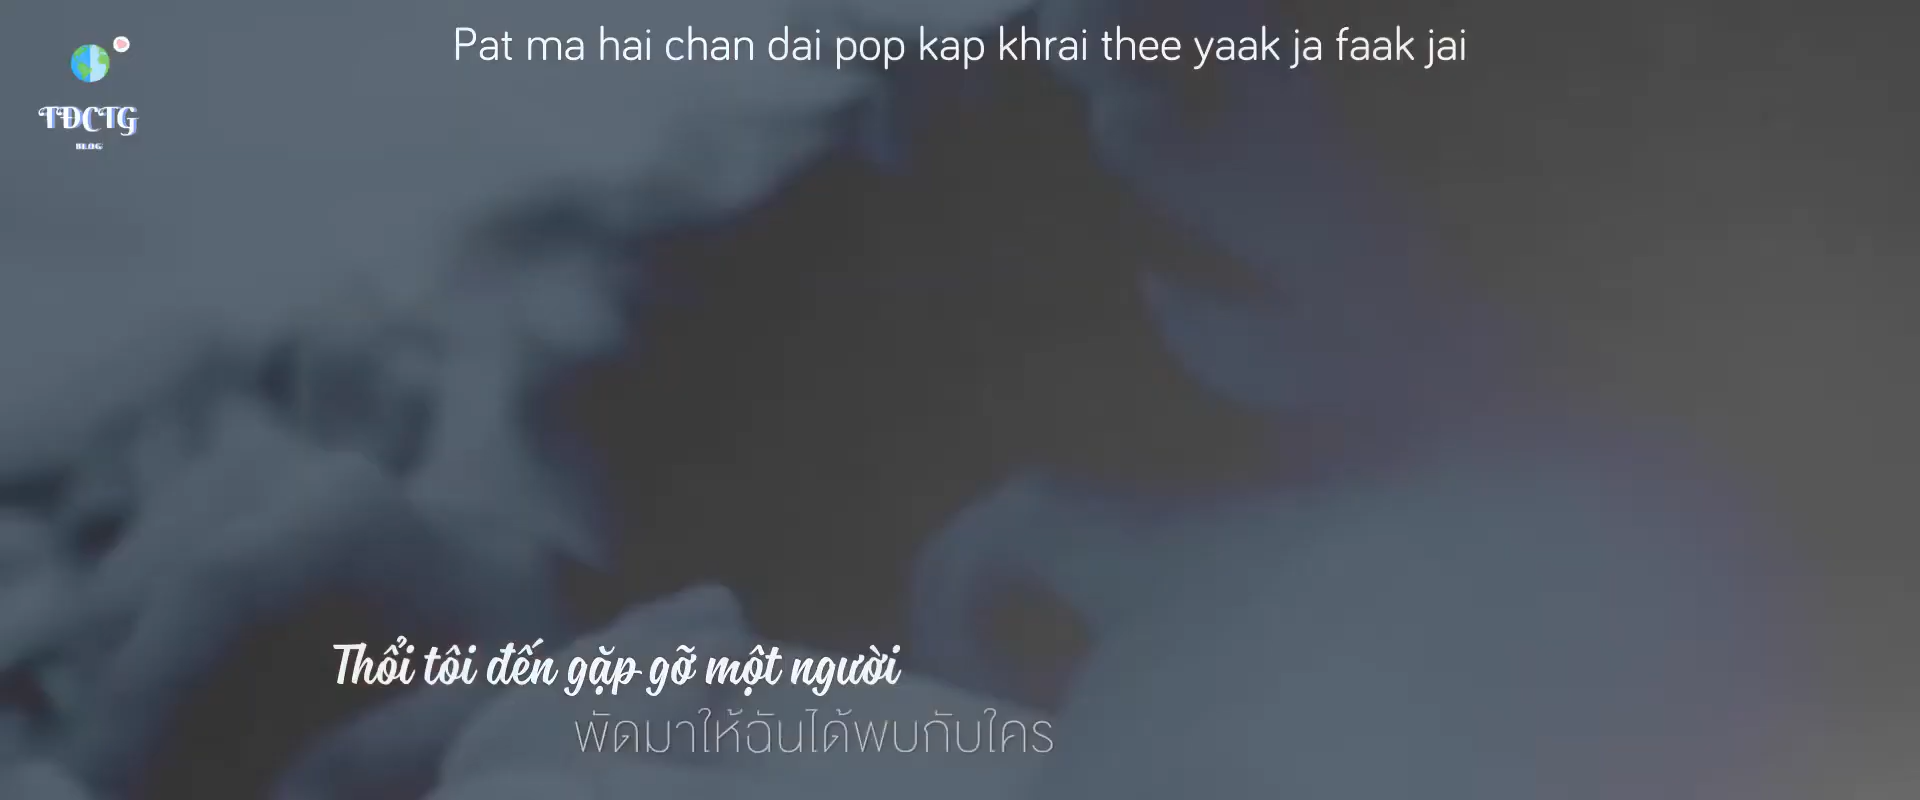 Pat ma hai chan dai pop kap khrai thee yaak ja faak jai
TĐCTG
BLOG
Thổi tôi đến gặp gỡ một người
พัดมาให้ฉันได้พบกับใคร